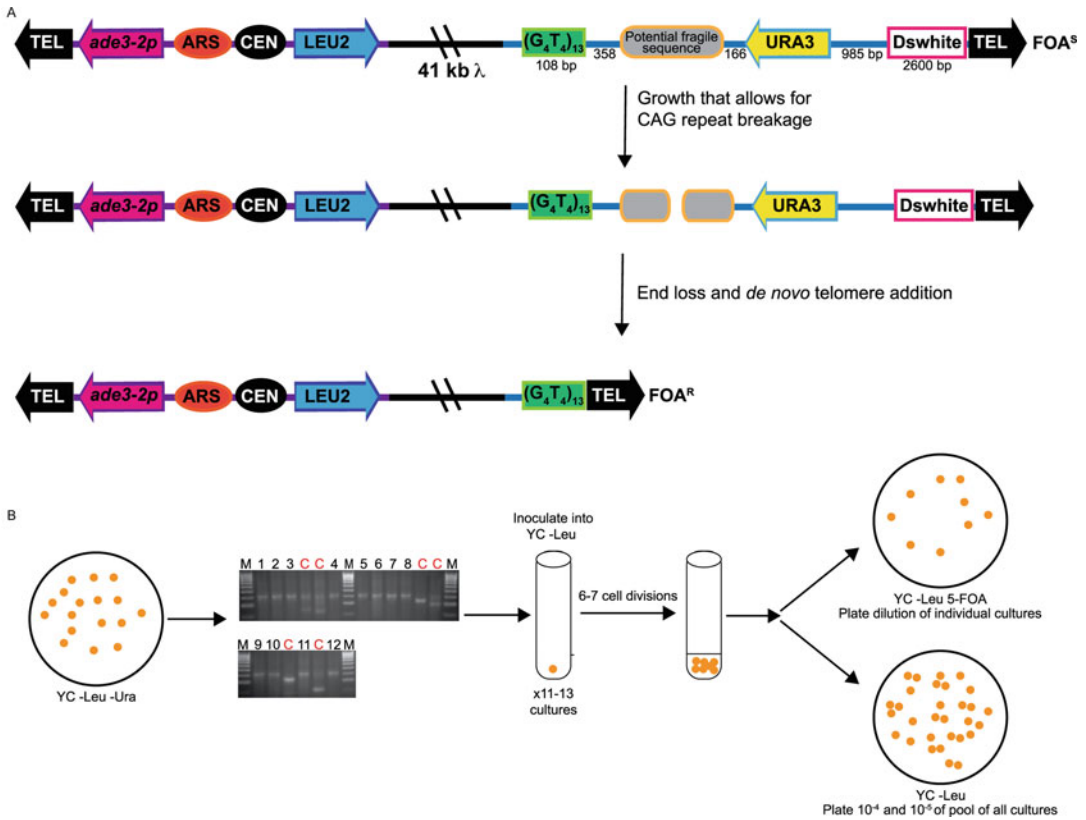 A
TEL ade3-2p ARS CEN LEU2 41 kb λ (G₄T₄)₁₃ 108 bp 358 Potential fragile sequence 166 URA3 985 bp Dswhite 2600 bp TEL FOAˢ
Growth that allows for
CAG repeat breakage
TEL ade3-2p ARS CEN LEU2 (G₄T₄)₁₃ URA3 Dswhite TEL
End loss and de novo telomere addition
TEL ade3-2p ARS CEN LEU2 (G₄T₄)₁₃ TEL FOAᴿ
B
YC -Leu -Ura
M 1 2 3 C C 4 M 5 6 7 8 C C M
M 9 10 C 11 C 12 M
Inoculate into
YC -Leu
x11-13
cultures
6-7 cell divisions
YC -Leu 5-FOA
Plate dilution of individual cultures
YC -Leu
Plate 10⁻⁴ and 10⁻⁵ of pool of all cultures